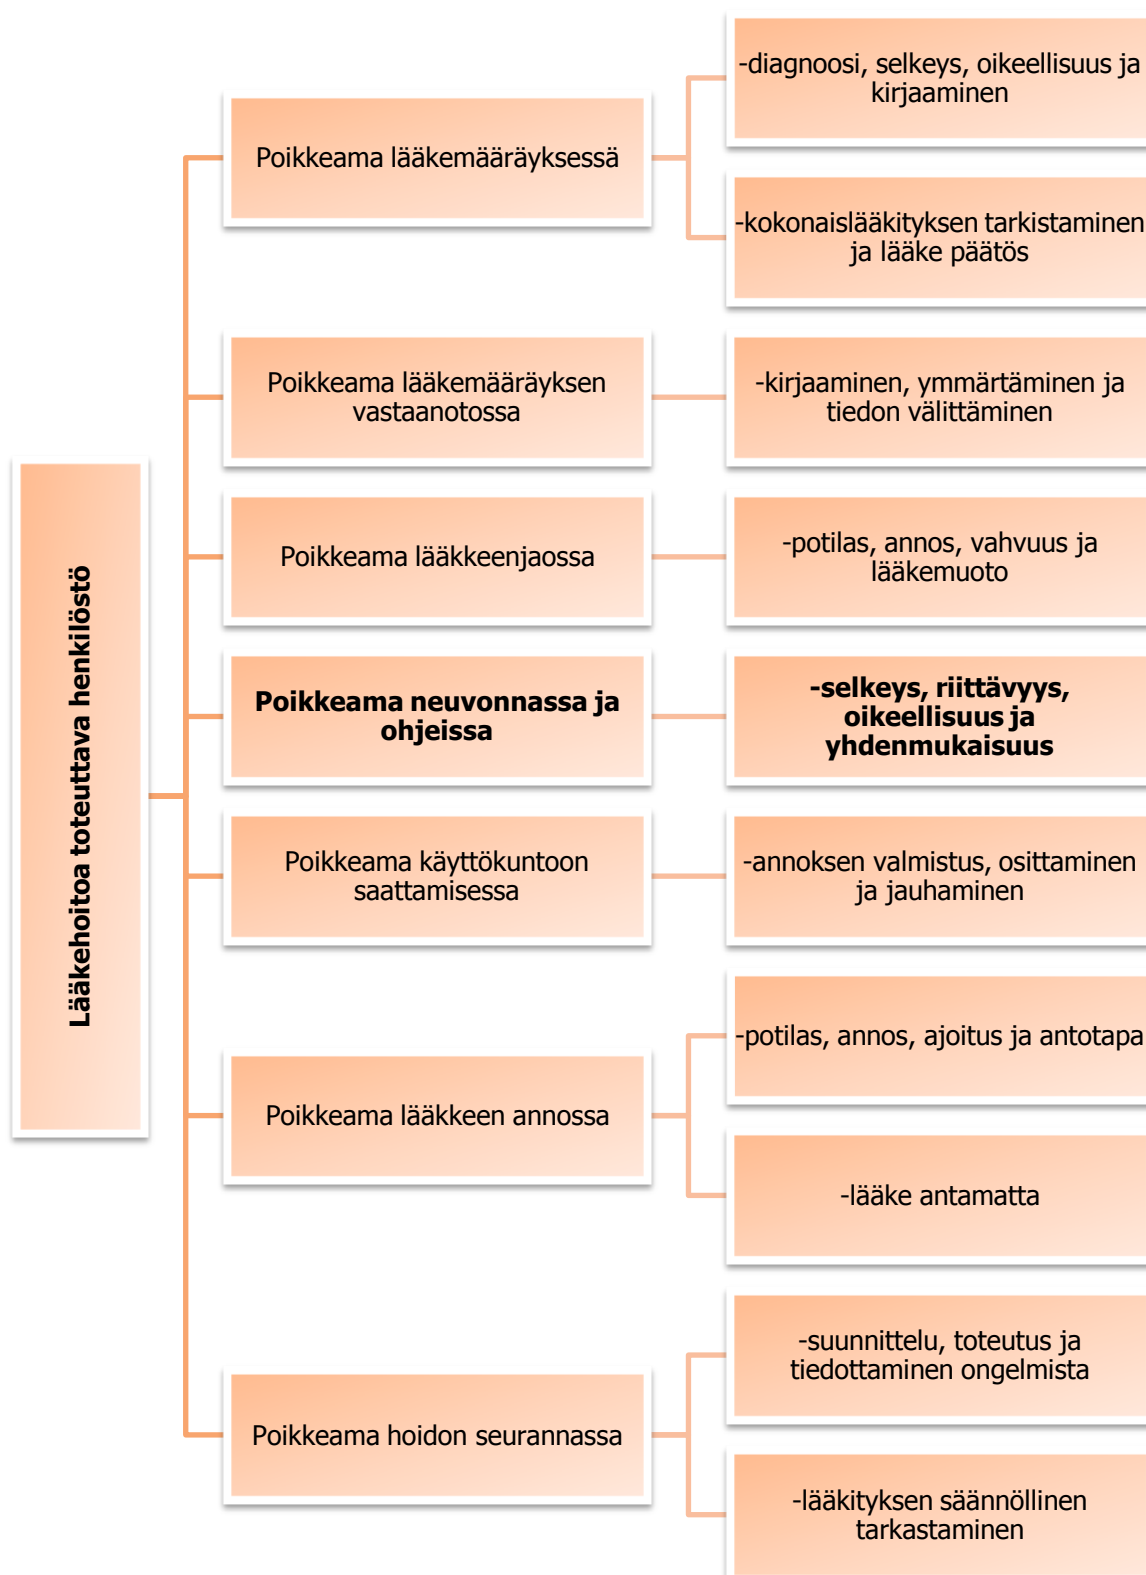 Lääkehoitoa toteuttava henkilöstö
Poikkeama lääkemääräyksessä
-diagnoosi, selkeys, oikeellisuus ja
kirjaaminen
-kokonaislääkityksen tarkistaminen
ja lääke päätös
Poikkeama lääkemääräyksen
vastaanotossa
-kirjaaminen, ymmärtäminen ja
tiedon välittäminen
Poikkeama lääkkeenjaossa
-potilas, annos, vahvuus ja
lääkemuoto
Poikkeama neuvonnassa ja
ohjeissa
-selkeys, riittävyys,
oikeellisuus ja
yhdenmukaisuus
Poikkeama käyttökuntoon
saattamisessa
-annoksen valmistus, osittaminen
ja jauhaminen
Poikkeama lääkkeen annossa
-potilas, annos, ajoitus ja antotapa
-lääke antamatta
Poikkeama hoidon seurannassa
-suunnittelu, toteutus ja
tiedottaminen ongelmista
-lääkityksen säännöllinen
tarkastaminen